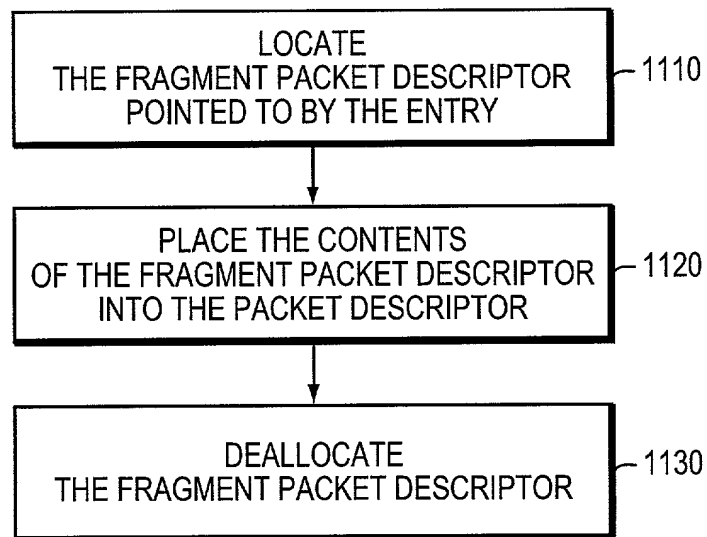 LOCATE
THE FRAGMENT PACKET DESCRIPTOR
POINTED TO BY THE ENTRY
1110
PLACE THE CONTENTS
OF THE FRAGMENT PACKET DESCRIPTOR
INTO THE PACKET DESCRIPTOR
1120
DEALLOCATE
THE FRAGMENT PACKET DESCRIPTOR
1130